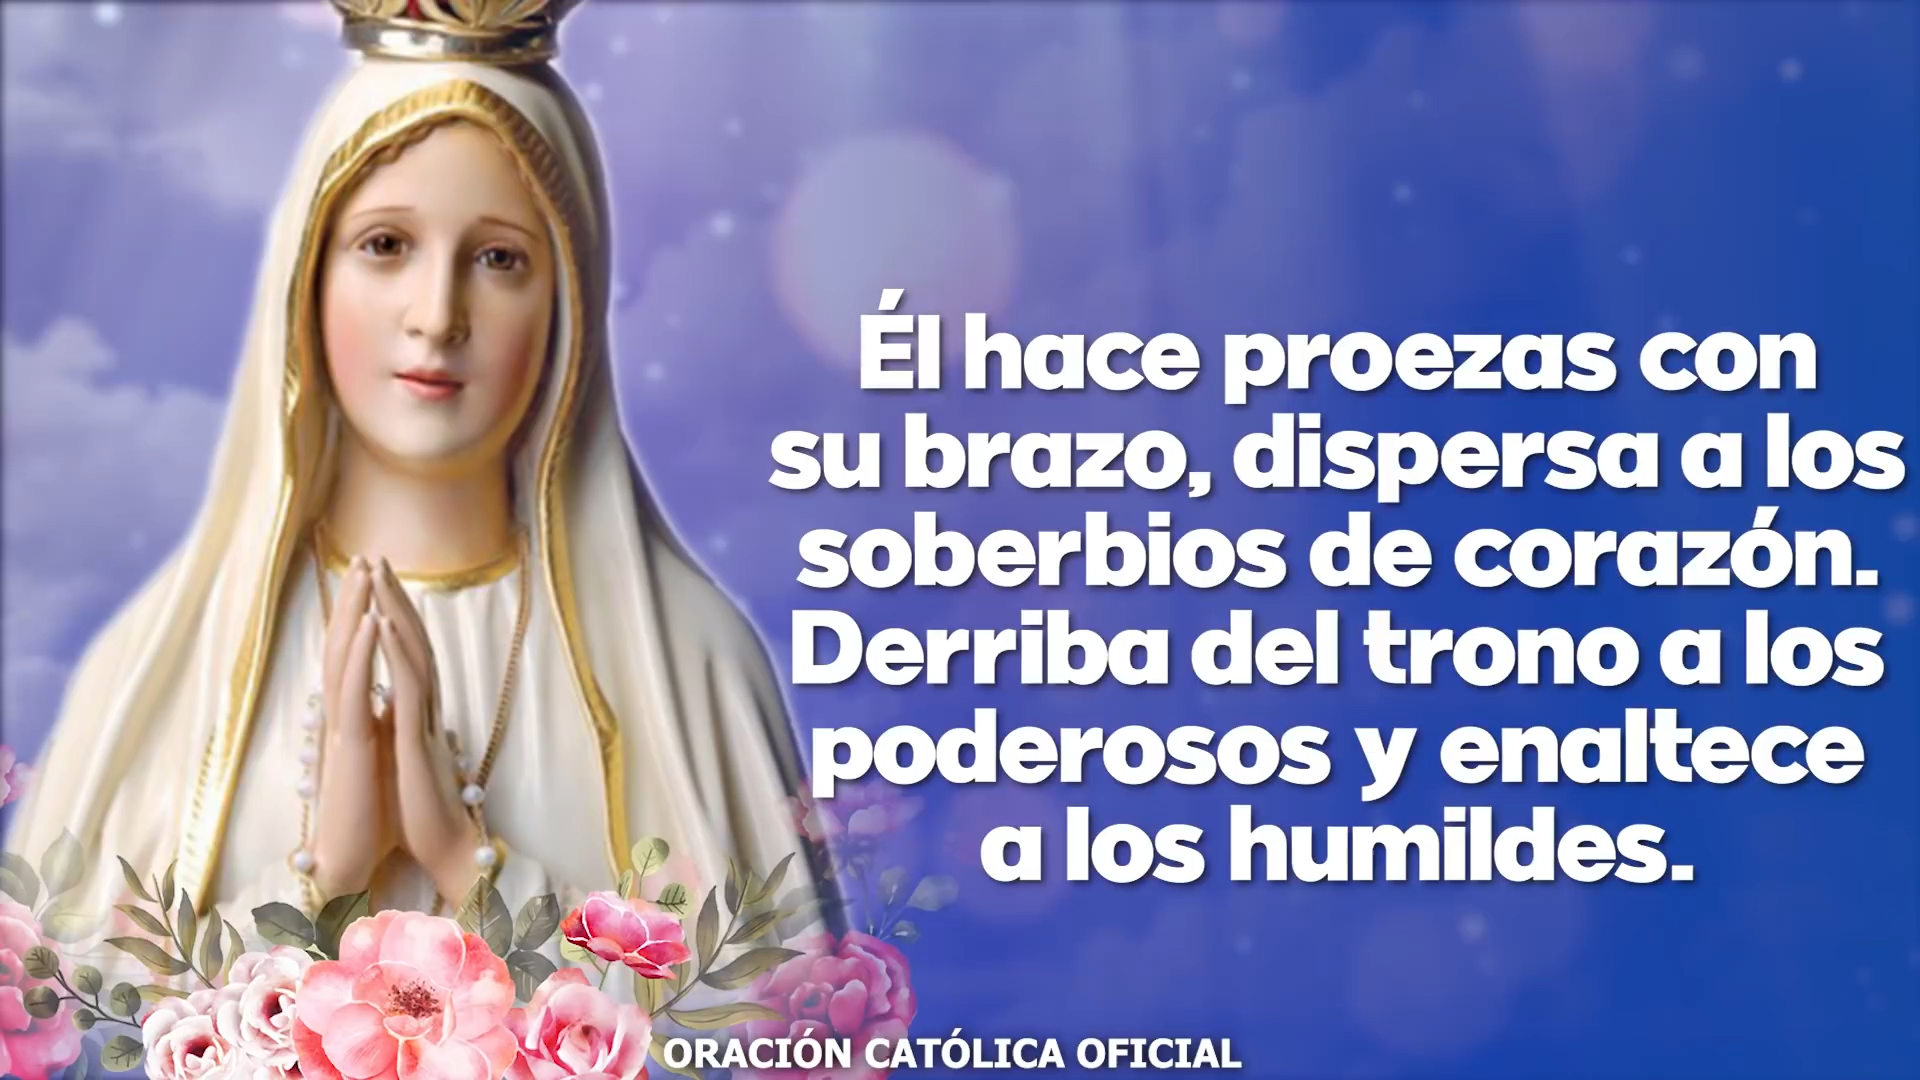 Él hace proezas con
su brazo, dispersa a los
soberbios de corazón.
Derriba del trono a los
poderosos y enaltece
a los humildes.
ORACIÓN CATÓLICA OFICIAL